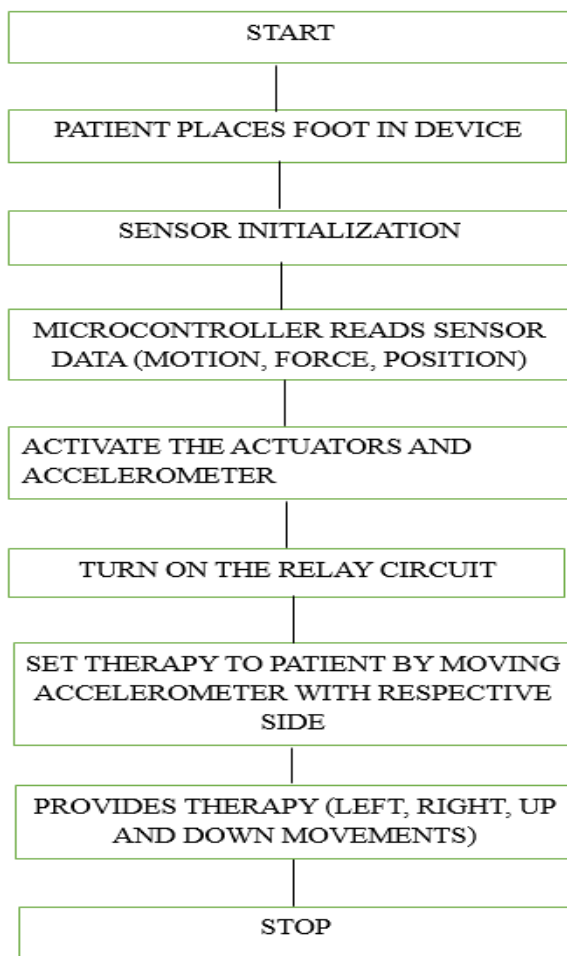 START
PATIENT PLACES FOOT IN DEVICE
SENSOR INITIALIZATION
MICROCONTROLLER READS SENSOR
DATA (MOTION, FORCE, POSITION)
ACTIVATE THE ACTUATORS AND
ACCELEROMETER
TURN ON THE RELAY CIRCUIT
SET THERAPY TO PATIENT BY MOVING
ACCELEROMETER WITH RESPECTIVE
SIDE
PROVIDES THERAPY (LEFT, RIGHT, UP
AND DOWN MOVEMENTS)
STOP